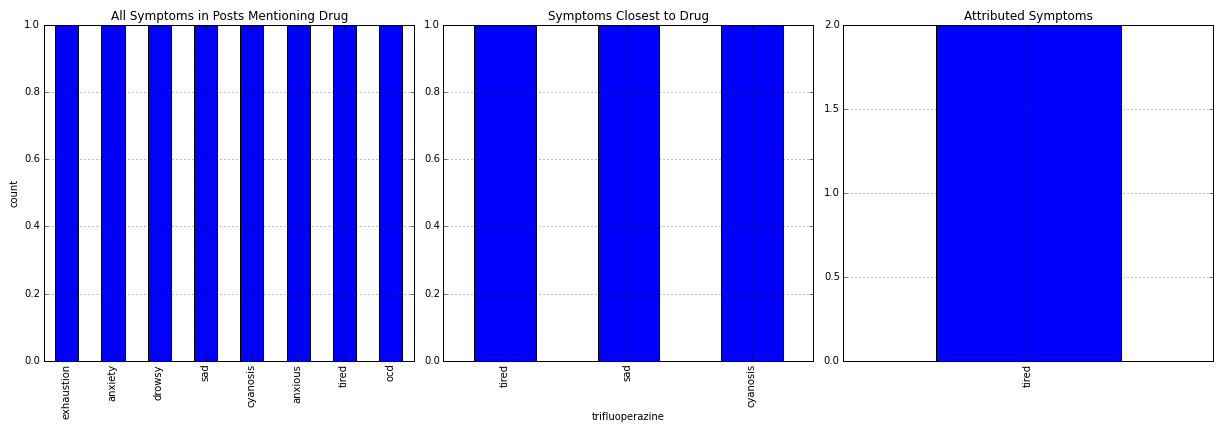 All Symptoms in Posts Mentioning Drug
count
1.0
0.8
0.6
0.4
0.2
0.0
exhaustion
anxiety
drowsy
sad
cyanosis
anxious
tired
ocd
Symptoms Closest to Drug
1.0
0.8
0.6
0.4
0.2
0.0
tired
sad
cyanosis
trifluoperazine
Attributed Symptoms
2.0
1.5
1.0
0.5
0.0
tired